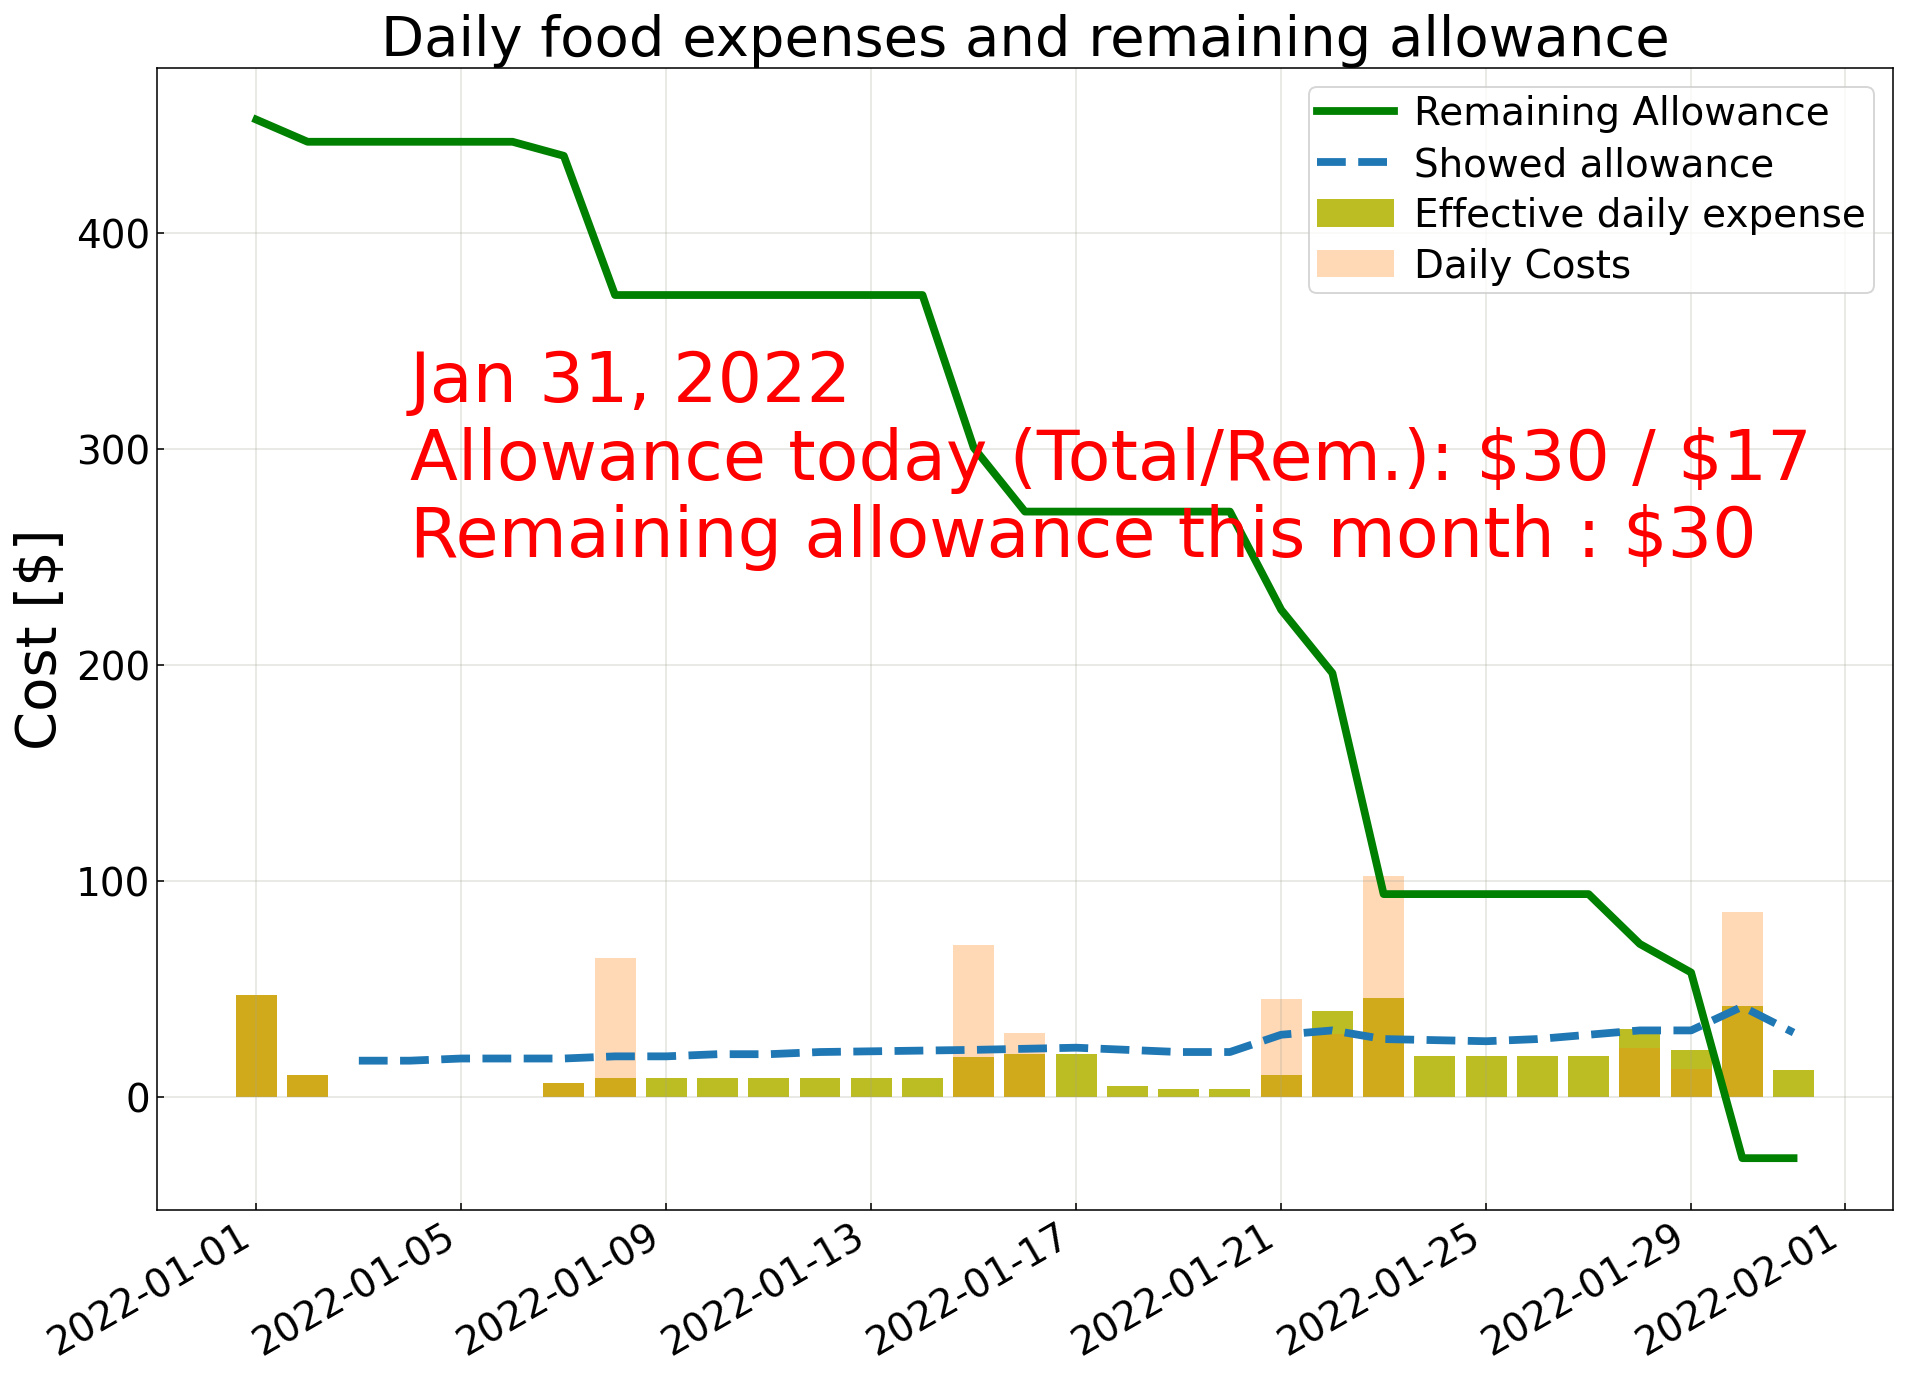 Daily food expenses and remaining allowance
Remaining Allowance
Showed allowance
Effective daily expense
Daily Costs
Jan 31, 2022
Allowance today (Total/Rem.): $30 / $17
Remaining allowance this month : $30
Cost [$]
400
300
200
100
0
2022-01-01
2022-01-05
2022-01-09
2022-01-13
2022-01-17
2022-01-21
2022-01-25
2022-01-29
2022-02-01